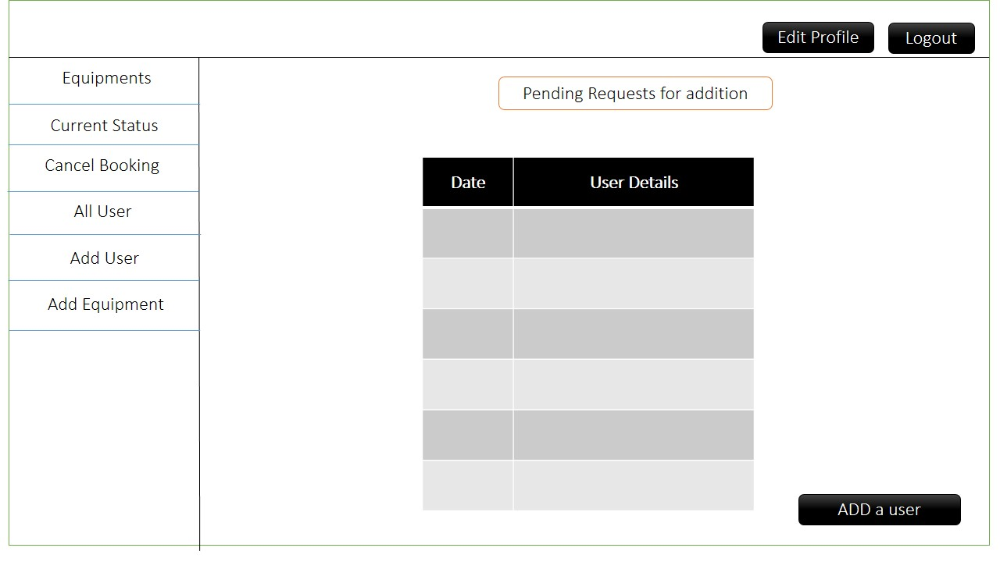 Edit Profile
Logout
Equipments
Current Status
Cancel Booking
All User
Add User
Add Equipment
Pending Requests for addition
Date
User Details
ADD a user